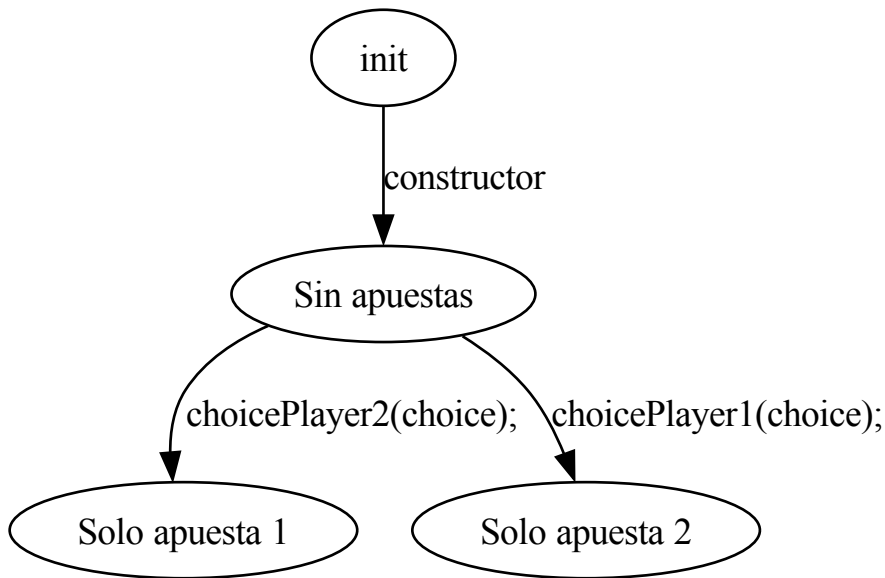 init
constructor
Sin apuestas
choicePlayer2(choice);
choicePlayer1(choice);
Solo apuesta 1
Solo apuesta 2